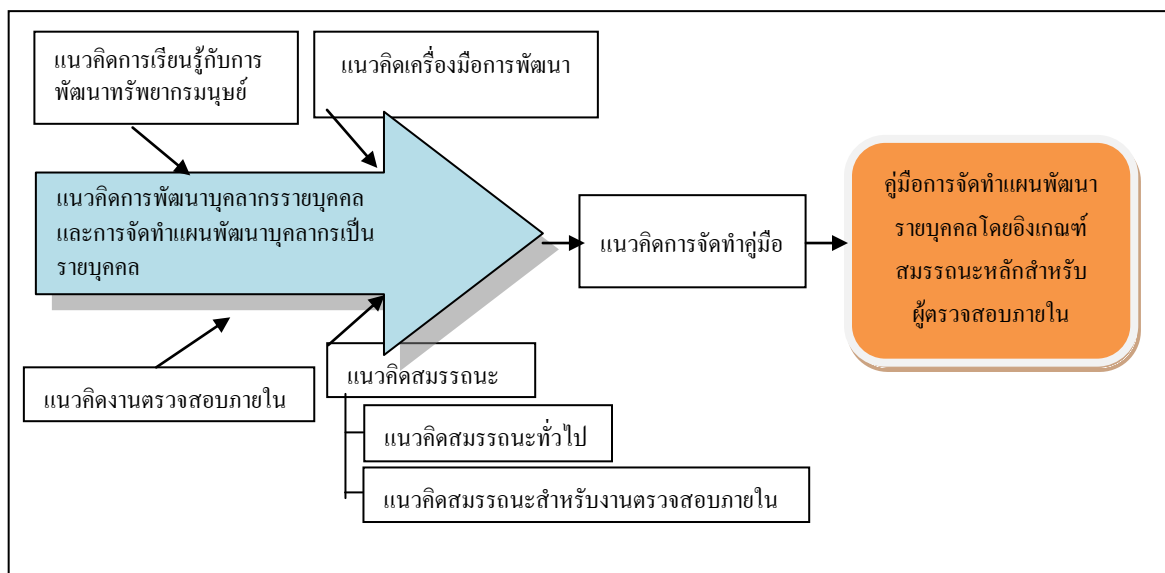 แนวคิดการเรียนรู้กับการ
พัฒนาทรัพยากรมนุษย์
แนวคิดเครื่องมือการพัฒนา
แนวคิดการพัฒนาบุคลากรรายบุคคล
และการจัดทำแผนพัฒนาบุคลากรเป็น
รายบุคคล
แนวคิดการจัดทำคู่มือ
คู่มือการจัดทำแผนพัฒนา
รายบุคคลโดยอิงเกณฑ์
สมรรถนะหลักสำหรับ
ผู้ตรวจสอบภายใน
แนวคิดงานตรวจสอบภายใน
แนวคิดสมรรถนะ
แนวคิดสมรรถนะทั่วไป
แนวคิดสมรรถนะสำหรับงานตรวจสอบภายใน